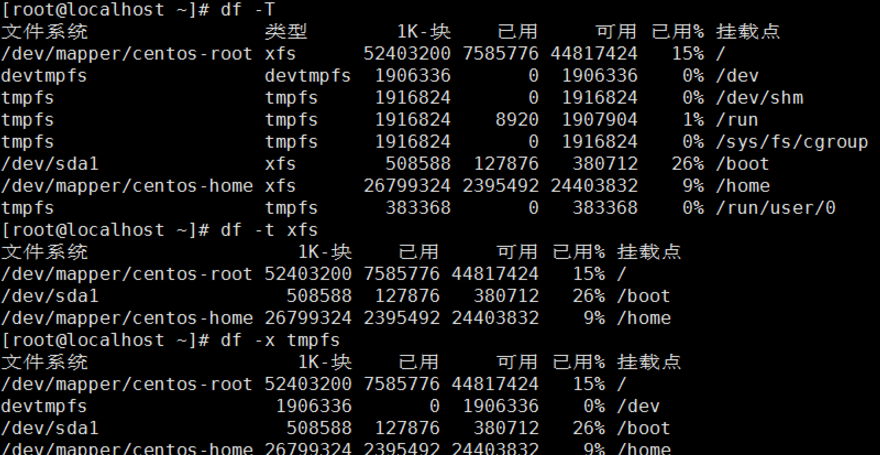 [root@localhost ~]# df -T
文件系统 类型 1K-块 已用 可用 已用% 挂载点
/dev/mapper/centos-root xfs 52403200 7585776 44817424 15% /
devtmpfs devtmpfs 1906336 0 1906336 0% /dev
tmpfs tmpfs 1916824 0 1916824 0% /dev/shm
tmpfs tmpfs 1916824 8920 1907904 1% /run
tmpfs tmpfs 1916824 0 1916824 0% /sys/fs/cgroup
/dev/sda1 xfs 508588 127876 380712 26% /boot
/dev/mapper/centos-home xfs 26799324 2395492 24403832 9% /home
tmpfs tmpfs 383368 0 383368 0% /run/user/0
[root@localhost ~]# df -t xfs
文件系统 1K-块 已用 可用 已用% 挂载点
/dev/mapper/centos-root 52403200 7585776 44817424 15% /
/dev/sda1 508588 127876 380712 26% /boot
/dev/mapper/centos-home 26799324 2395492 24403832 9% /home
[root@localhost ~]# df -x tmpfs
文件系统 1K-块 已用 可用 已用% 挂载点
/dev/mapper/centos-root 52403200 7585776 44817424 15% /
devtmpfs 1906336 0 1906336 0% /dev
/dev/sda1 508588 127876 380712 26% /boot
/dev/mapper/centos-home 26799324 2395492 24403832 9% /home